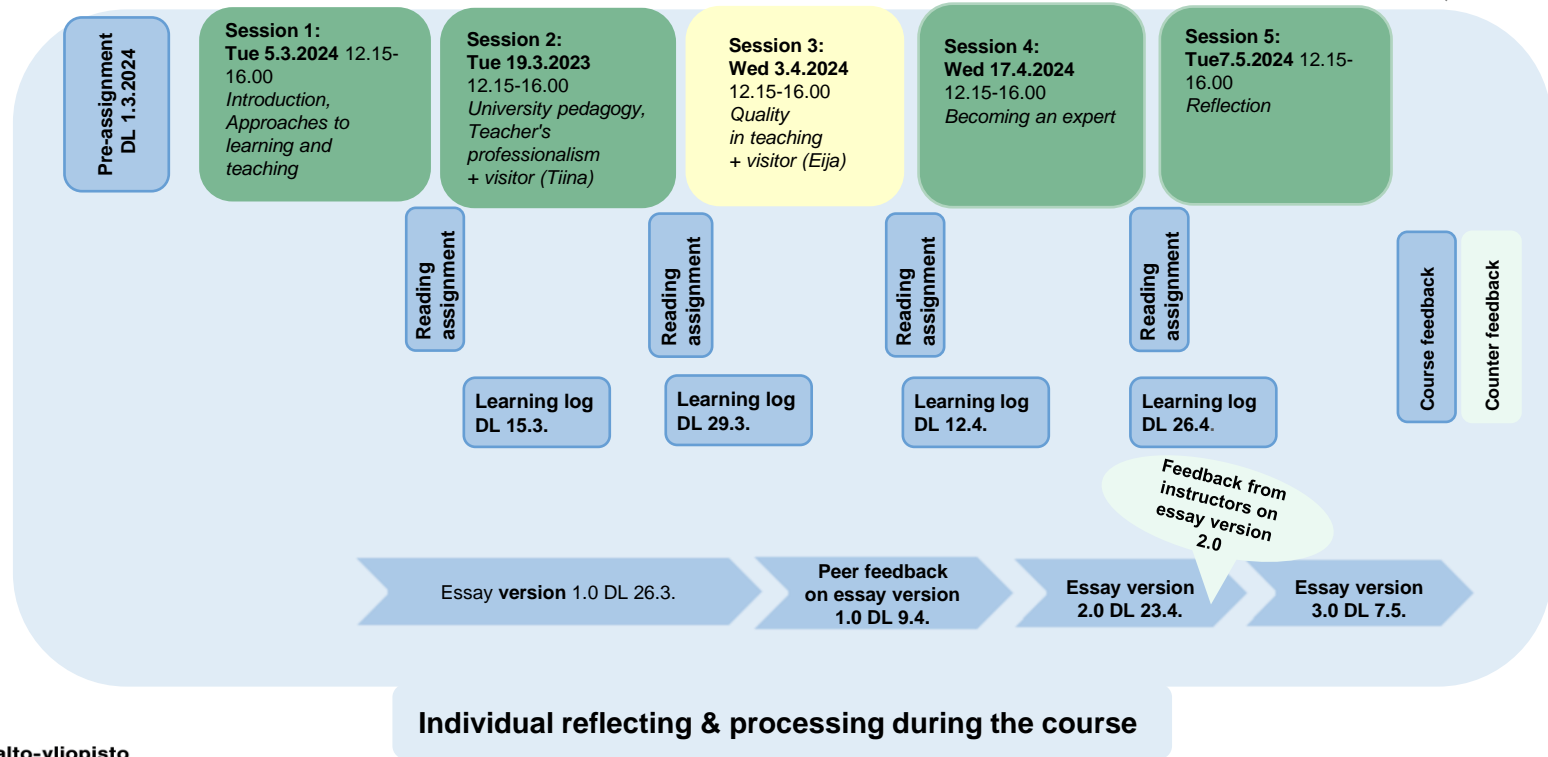 Pre-assignment
DL 1.3.2024
Session 1:
Tue 5.3.2024 12.15-
16.00
Introduction,
Approaches to
learning and
teaching
Session 2:
Tue 19.3.2023
12.15-16.00
University pedagogy,
Teacher's
professionalism
+ visitor (Tiina)
Session 3:
Wed 3.4.2024
12.15-16.00
Quality
in teaching
+ visitor (Eija)
Session 4:
Wed 17.4.2024
12.15-16.00
Becoming an expert
Session 5:
Tue7.5.2024 12.15-
16.00
Reflection
Reading
assignment
Reading
assignment
Reading
assignment
Reading
assignment
Course feedback
Counter feedback
Learning log
DL 15.3.
Learning log
DL 29.3.
Learning log
DL 12.4.
Learning log
DL 26.4.
Feedback from
instructors on
essay version
2.0
Essay version 1.0 DL 26.3.
Peer feedback
on essay version
1.0 DL 9.4.
Essay version
2.0 DL 23.4.
Essay version
3.0 DL 7.5.
Individual reflecting & processing during the course
alto-yliopisto